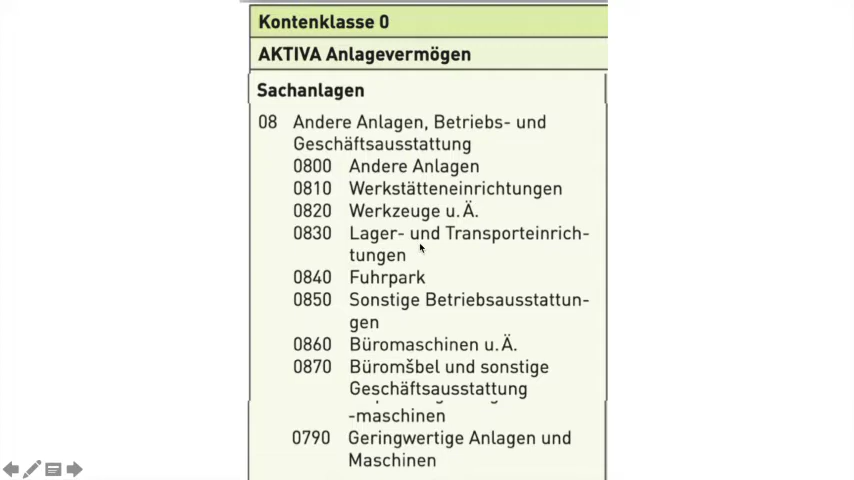 Kontenklasse 0
AKTIVA Anlagevermögen
Sachanlagen
08 Andere Anlagen, Betriebs- und
Geschäftsausstattung
0800 Andere Anlagen
0810 Werkstätteneinrichtungen
0820 Werkzeuge u. Ä.
0830 Lager- und Transporteinrich-
tungen
0840 Fuhrpark
0850 Sonstige Betriebsausstattun-
gen
0860 Büromaschinen u. Ä.
0870 Büromšbel und sonstige
Geschäftsausstattung
-maschinen
0790 Geringwertige Anlagen und
Maschinen